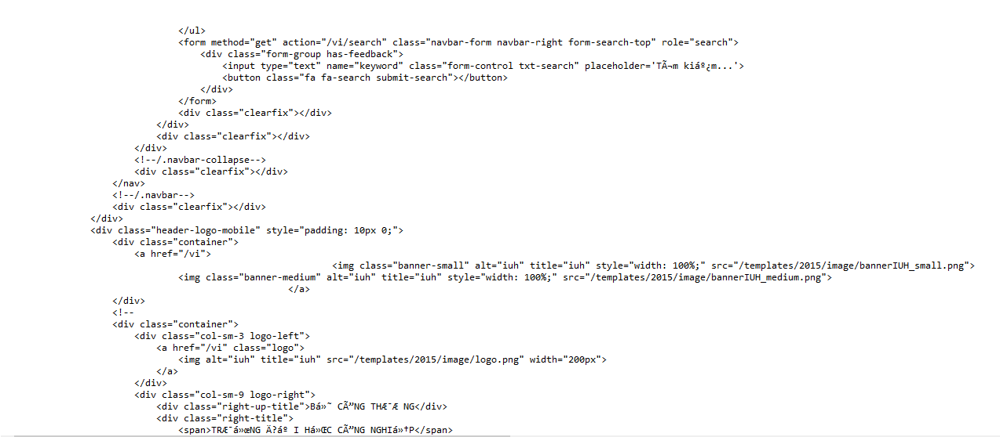 </ul>
<form method="get" action="/vi/search" class="navbar-form navbar-right form-search-top" role="search">
<div class="form-group has-feedback">
<input type="text" name="keyword" class="form-control txt-search" placeholder='TÃ¬m kiáº¿m...'>
<button class="fa fa-search submit-search"></button>
</div>
</form>
<div class="clearfix"></div>
</div>
<div class="clearfix"></div>
</div>
<!--/.navbar-collapse-->
<div class="clearfix"></div>
</nav>
<!--/.navbar-->
<div class="clearfix"></div>
</div>
<div class="header-logo-mobile" style="padding: 10px 0;">
<div class="container">
<a href="/vi">
<img class="banner-small" alt="iuh" title="iuh" style="width: 100%;" src="/templates/2015/image/bannerIUH_small.png">
<img class="banner-medium" alt="iuh" title="iuh" style="width: 100%;" src="/templates/2015/image/bannerIUH_medium.png">
</a>
</div>
<!--
<div class="container">
<div class="col-sm-3 logo-left">
<a href="/vi" class="logo">
<img alt="iuh" title="iuh" src="/templates/2015/image/logo.png" width="200px">
</a>
</div>
<div class="col-sm-9 logo-right">
<div class="right-up-title">Bá»˜ CÃ”NG THÆ¯Æ NG</div>
<div class="right-title">
<span>TRÆ¯á»œNG Ä?áº I Há»ŒC CÃ”NG NGHIá»†P</span>